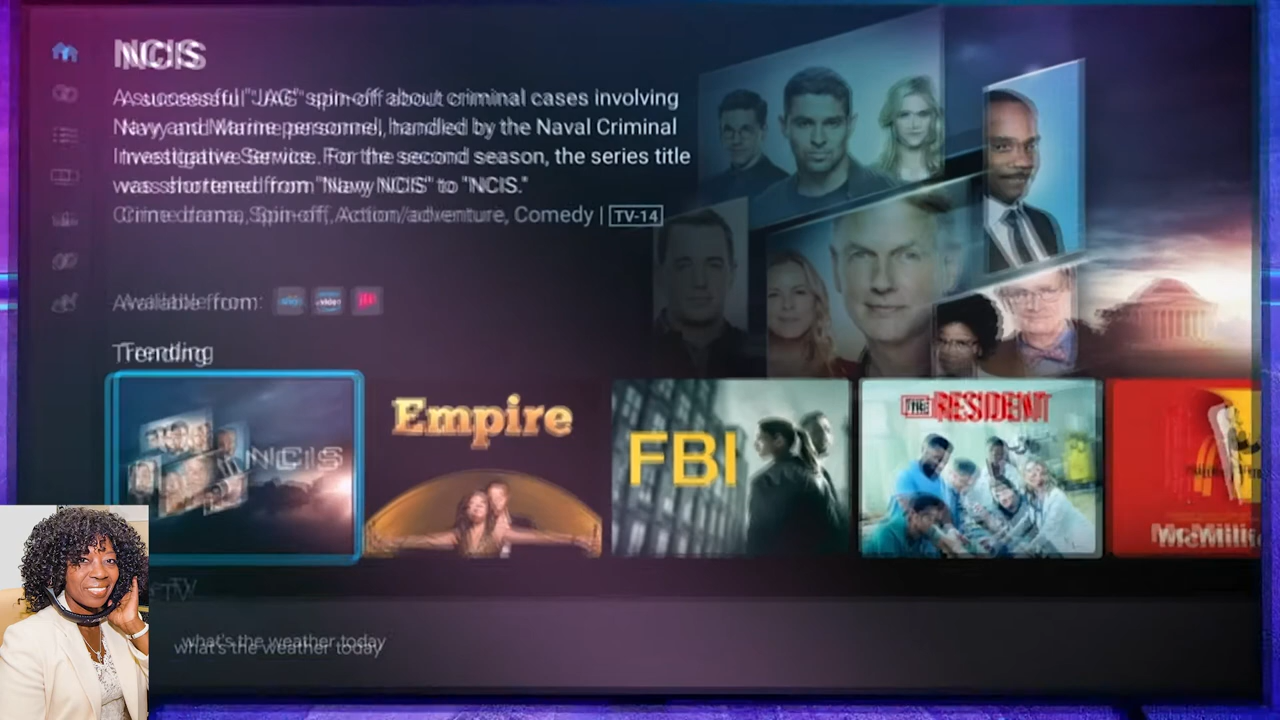 NCIS
A successful "JAG" spin-off about criminal cases involving
Navy and Marine personnel, handled by the Naval Criminal
Investigative Service. For the second season, the series title
was shortened from "Navy NCIS" to "NCIS."
Crime drama, Spin-off, Action/adventure, Comedy | TV-14
Available from:
Trending
NCIS
Empire
FBI
THE RESIDENT
TV
what's the weather today